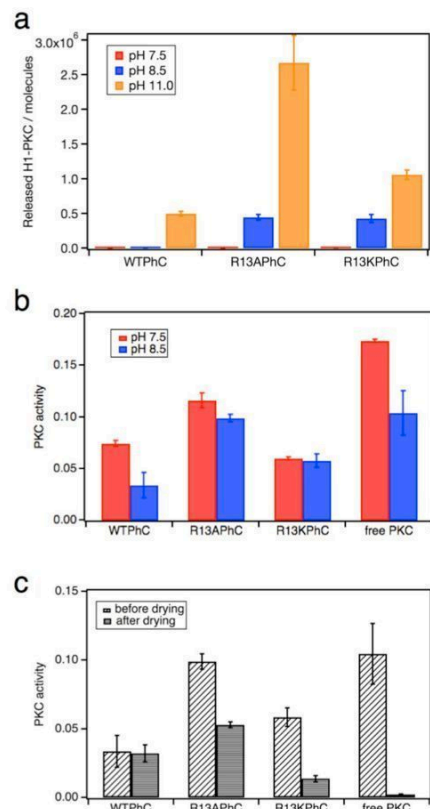 a
3.0x10⁶
2.5
2.0
1.5
1.0
0.5
0.0
Released H1-PKC / molecules
pH 7.5
pH 8.5
pH 11.0
WTPhC R13APhC R13KPhC
b
0.20
0.15
0.10
0.05
0.00
PKC activity
pH 7.5
pH 8.5
WTPhC R13APhC R13KPhC free PKC
c
0.15
0.10
0.05
0.00
PKC activity
before drying
after drying
WTPhC R13APhC R13KPhC free PKC